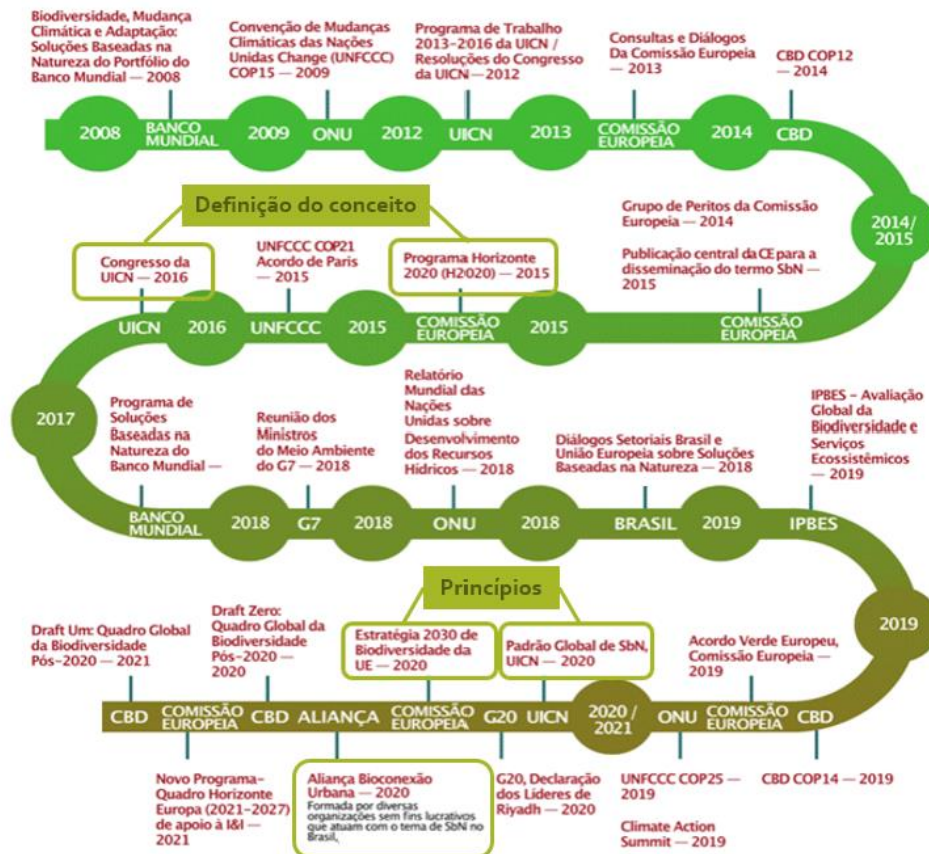 Biodiversidade, Mudança
Climática e Adaptação:
Soluções Baseadas na
Natureza do Portfólio do
Banco Mundial — 2008
Convenção de Mudanças
Climáticas das Nações
Unidas Change (UNFCCC)
COP15 — 2009
Programa de Trabalho
2013-2016 da UICN /
Resoluções do Congresso
da UICN — 2012
Consultas e Diálogos
Da Comissão Europeia
— 2013
CBD COP12
— 2014
2008
BANCO
MUNDIAL
2009
ONU
2012
UICN
2013
COMISSÃO
EUROPEIA
2014
CBD
2014/
2015
Definição do conceito
Congresso da
UICN — 2016
UNFCCC COP21
Acordo de Paris
— 2015
Programa Horizonte
2020 (H2020) — 2015
Grupo de Peritos da Comissão
Europeia — 2014
Publicação central da CE para a
disseminação do termo SbN —
2015
UICN
2016
UNFCCC
2015
COMISSÃO
EUROPEIA
2015
COMISSÃO
EUROPEIA
2017
Programa de
Soluções
Baseadas na
Natureza do
Banco Mundial —
Reunião dos
Ministros
do Meio Ambiente
do G7 — 2018
Relatório
Mundial das
Nações
Unidas sobre
Desenvolvimento
dos Recursos
Hídricos — 2018
Diálogos Setoriais Brasil e
União Europeia sobre Soluções
Baseadas na Natureza — 2018
IPBES – Avaliação
Global da
Biodiversidade e
Serviços
Ecossistêmicos
— 2019
BANCO
MUNDIAL
2018
G7
2018
ONU
2018
BRASIL
2019
IPBES
2019
Princípios
Draft Um: Quadro Global
da Biodiversidade
Pós-2020 — 2021
Draft Zero:
Quadro Global da
Biodiversidade
Pós-2020 —
2020
Estratégia 2030 de
Biodiversidade da
UE — 2020
Padrão Global de SbN,
UICN — 2020
Acordo Verde Europeu,
Comissão Europeia —
2019
CBD
COMISSÃO
EUROPEIA
CBD
ALIANÇA
COMISSÃO
EUROPEIA
G20
UICN
2020 /
2021
ONU
COMISSÃO
EUROPEIA
CBD
Novo Programa-
Quadro Horizonte
Europa (2021-2027)
de apoio à I&I —
2021
Aliança Bioconexão
Urbana — 2020
Formada por diversas
organizações sem fins lucrativos
que atuam com o tema de SbN no
Brasil,
G20, Declaração
dos Líderes de
Riyadh — 2020
UNFCCC COP25 —
2019
Climate Action
Summit — 2019
CBD COP14 — 2019